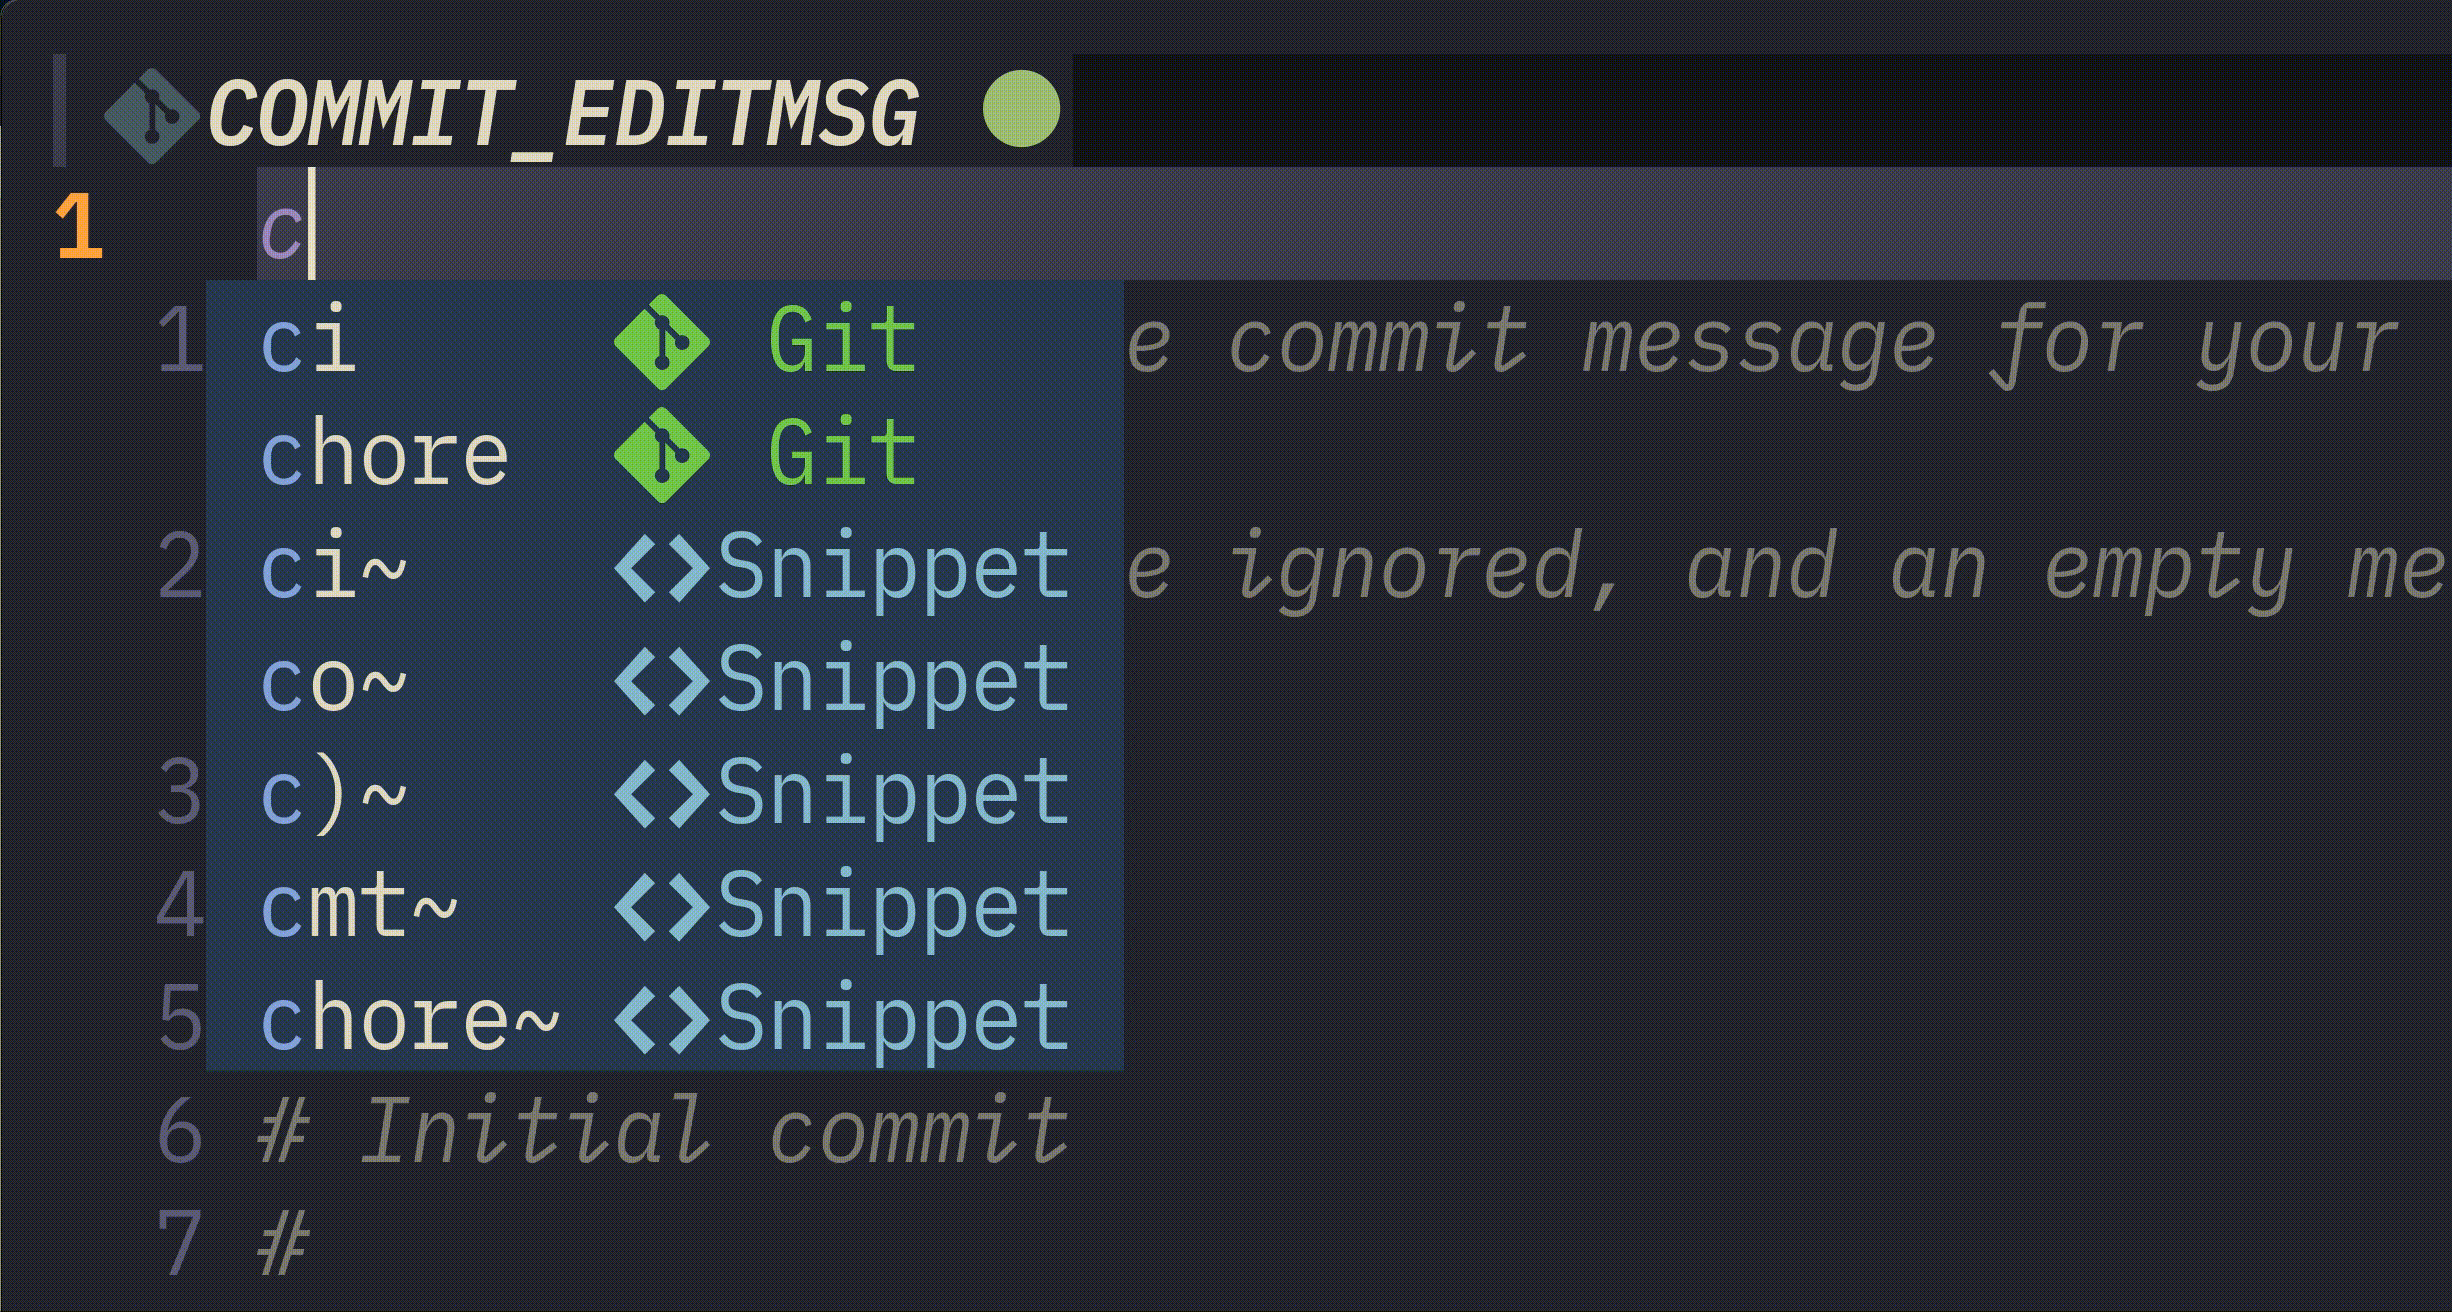 COMMIT_EDITMSG
1 c
1 e commit message for your
ci Git
chore Git
2 e ignored, and an empty me
ci~ Snippet
co~ Snippet
3 c)~ Snippet
4 cmt~ Snippet
5 chore~ Snippet
6 # Initial commit
7 #